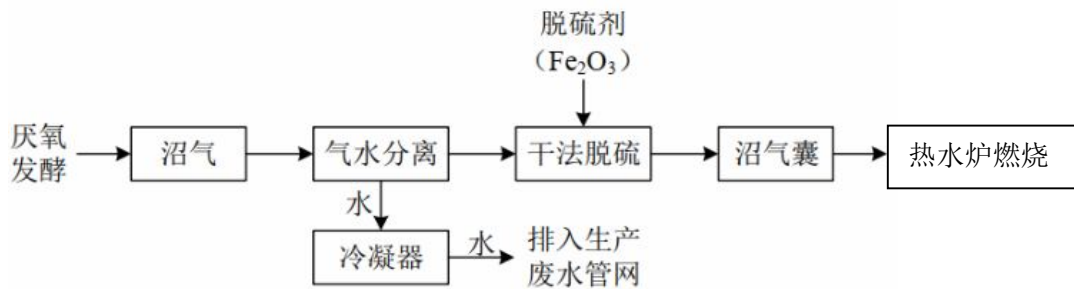 脱硫剂
（Fe₂O₃）
厌氧
发酵
沼气
气水分离
干法脱硫
沼气囊
热水炉燃烧
水
冷凝器
水
排入生产
废水管网